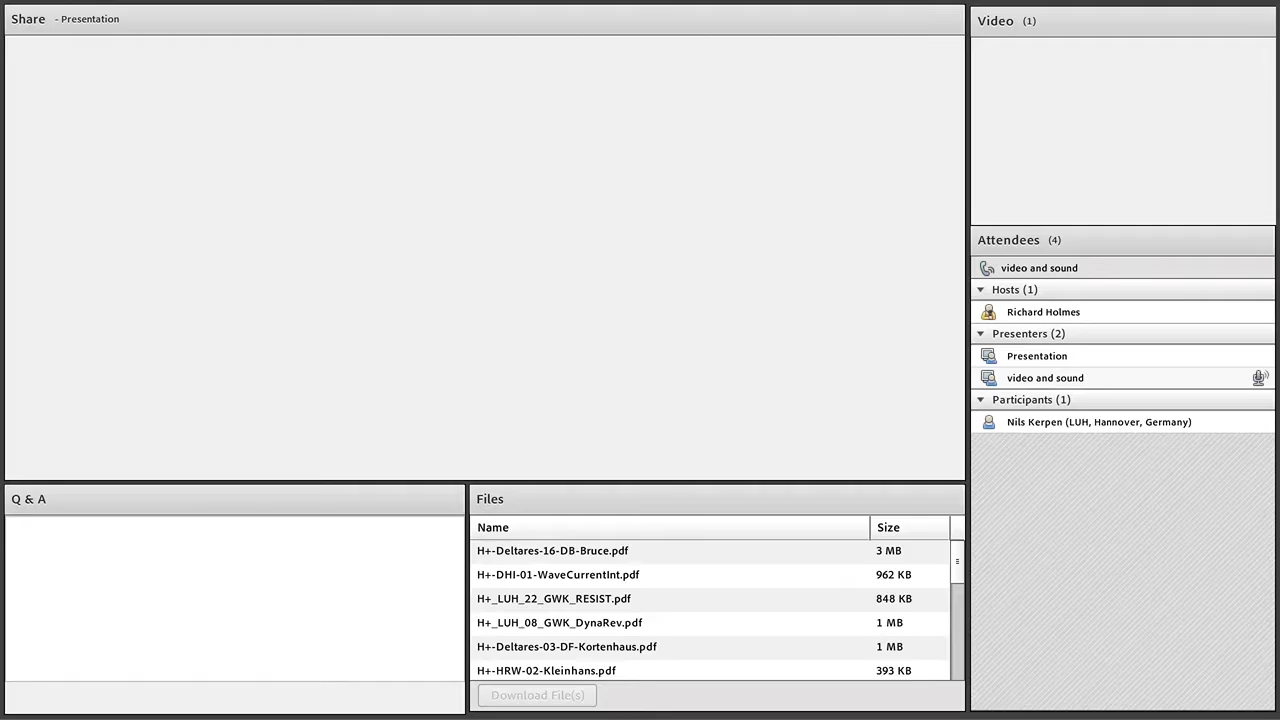 Share - Presentation
Video (1)
Attendees (4)
video and sound
Hosts (1)
Richard Holmes
Presenters (2)
Presentation
video and sound
Participants (1)
Nils Kerpen (LUH, Hannover, Germany)
Q & A
Files
Name Size
H+-Deltares-16-DB-Bruce.pdf 3 MB
H+-DHI-01-WaveCurrentInt.pdf 962 KB
H+_LUH_22_GWK_RESIST.pdf 848 KB
H+_LUH_08_GWK_DynaRev.pdf 1 MB
H+-Deltares-03-DF-Kortenhaus.pdf 1 MB
H+-HRW-02-Kleinhans.pdf 393 KB
Download File(s)